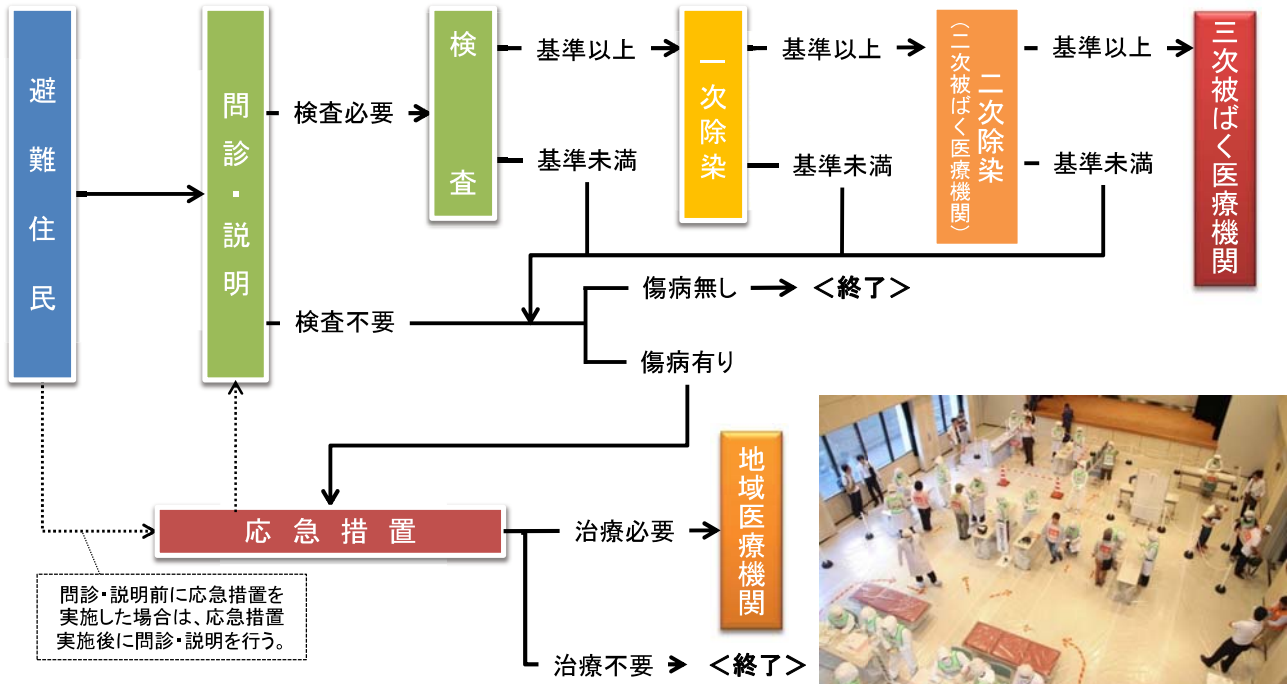 避難住民
問診・説明
検査必要
検査不要
検査
基準以上
基準未満
一次除染
基準以上
基準未満
二次除染
(二次被ばく医療機関)
基準以上
基準未満
三次被ばく医療機関
傷病無し
<終了>
傷病有り
応急措置
問診・説明前に応急措置を
実施した場合は、応急措置
実施後に問診・説明を行う。
治療必要
地域医療機関
治療不要
<終了>